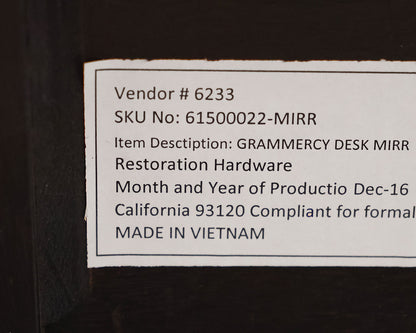 Vendor # 6233
SKU No: 61500022-MIRR
Item Desctiption: GRAMMERCY DESK MIRR
Restoration Hardware
Month and Year of Productio Dec-16
California 93120 Compliant for formal
MADE IN VIETNAM